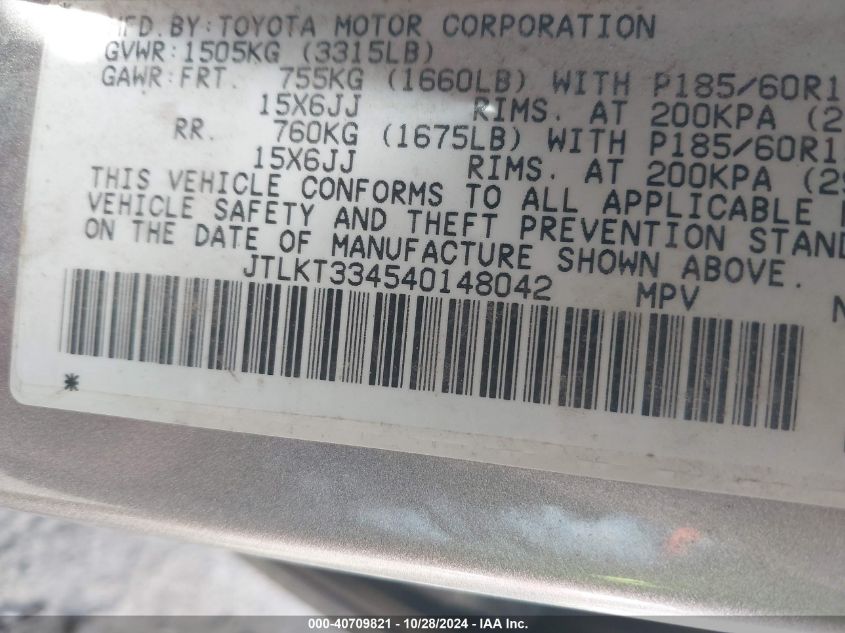 MFD. BY: TOYOTA MOTOR CORPORATION
GVWR: 1505KG (3315LB)
GAWR: FRT. 755KG (1660LB) WITH P185/60R1
15X6JJ RIMS. AT 200KPA (2
RR. 760KG (1675LB) WITH P185/60R1
15X6JJ RIMS. AT 200KPA (29
THIS VEHICLE CONFORMS TO ALL APPLICABLE
VEHICLE SAFETY AND THEFT PREVENTION STAND
ON THE DATE OF MANUFACTURE SHOWN ABOVE.
JTLKT334540148042 MPV
*
*
000-40709821 - 10/28/2024 - IAA Inc.